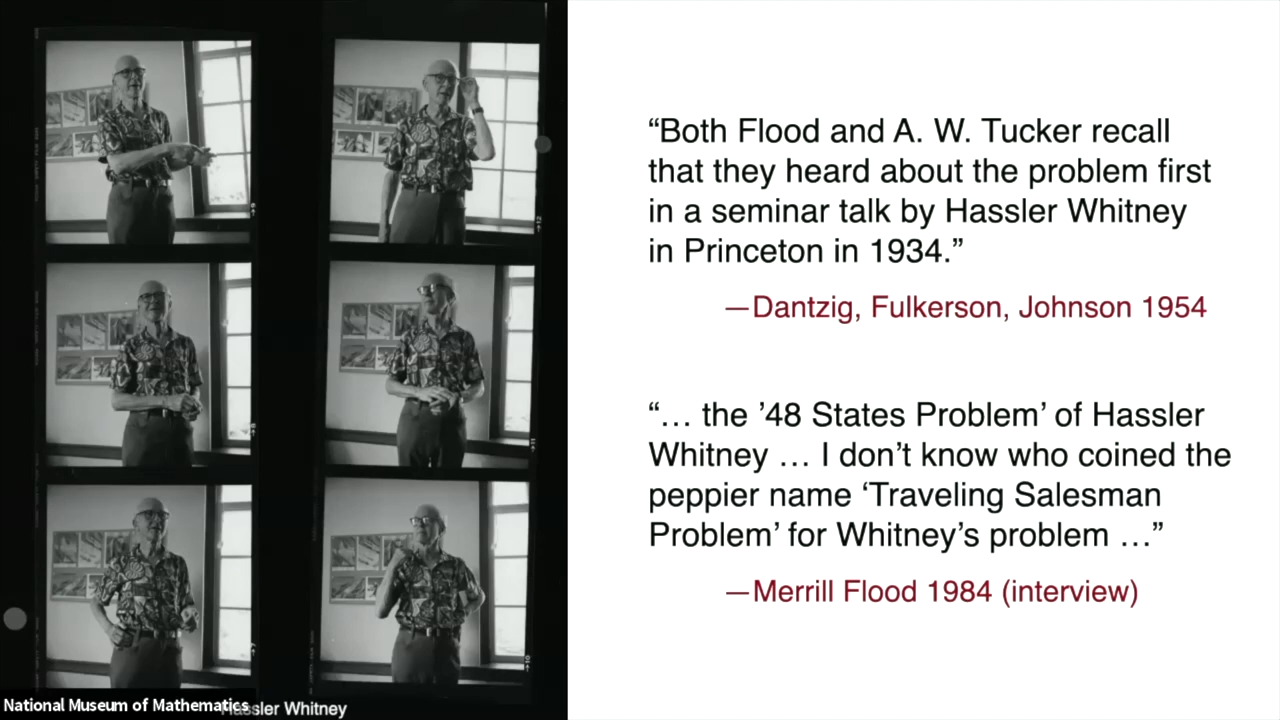 “Both Flood and A. W. Tucker recall
that they heard about the problem first
in a seminar talk by Hassler Whitney
in Princeton in 1934.”
—Dantzig, Fulkerson, Johnson 1954
“… the ’48 States Problem’ of Hassler
Whitney … I don’t know who coined the
peppier name ‘Traveling Salesman
Problem’ for Whitney’s problem …”
—Merrill Flood 1984 (interview)
National Museum of Mathematics
Hassler Whitney